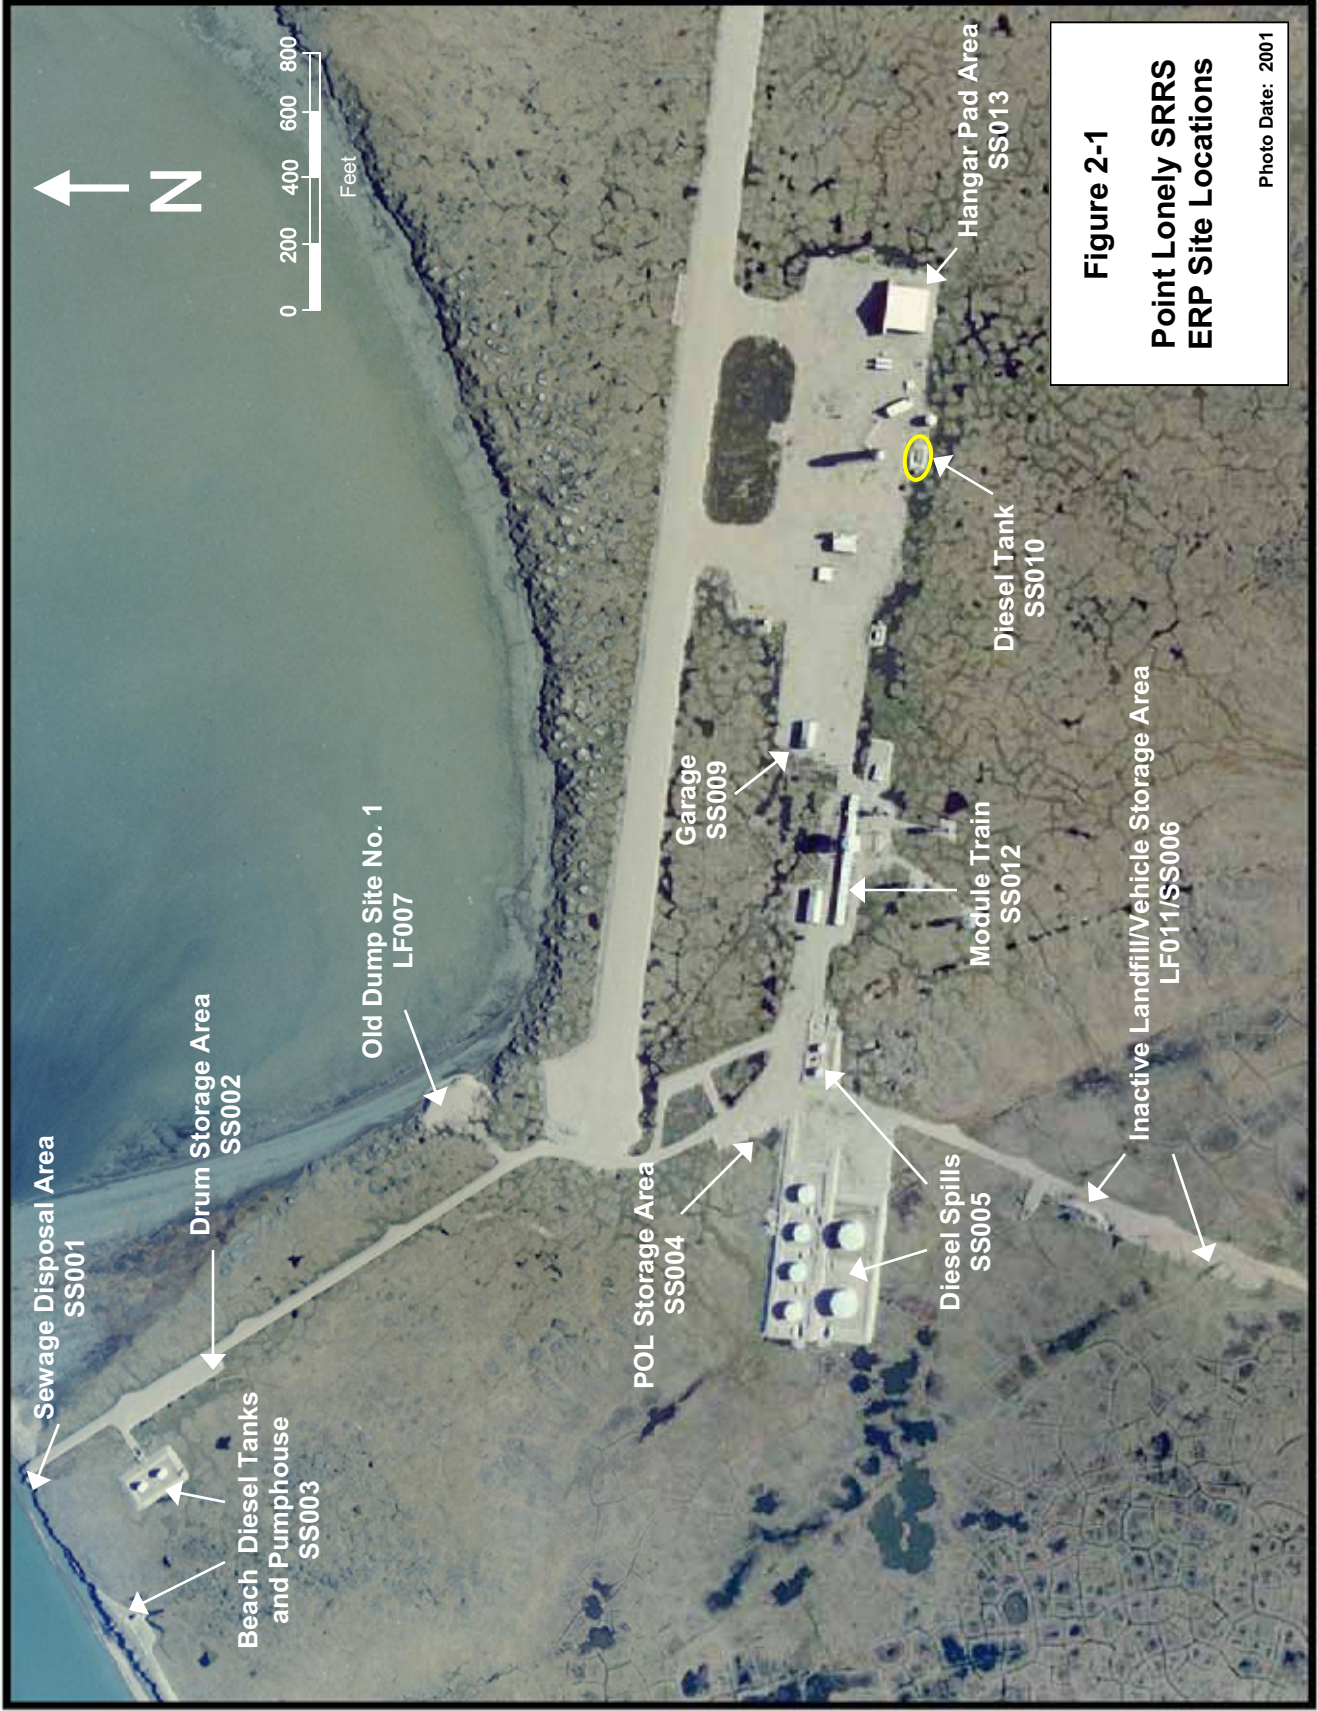 Sewage Disposal Area
SS001
N
Drum Storage Area
SS002
Beach Diesel Tanks
and Pumphouse
SS003
0 200 400 600 800
Feet
Old Dump Site No. 1
LF007
POL Storage Area
SS004
Garage
SS009
Diesel Spills
SS005
Module Train
SS012
Hangar Pad Area
SS013
Diesel Tank
SS010
Inactive Landfill/Vehicle Storage Area
LF011/SS006
Figure 2-1
Point Lonely SRRS
ERP Site Locations
Photo Date: 2001